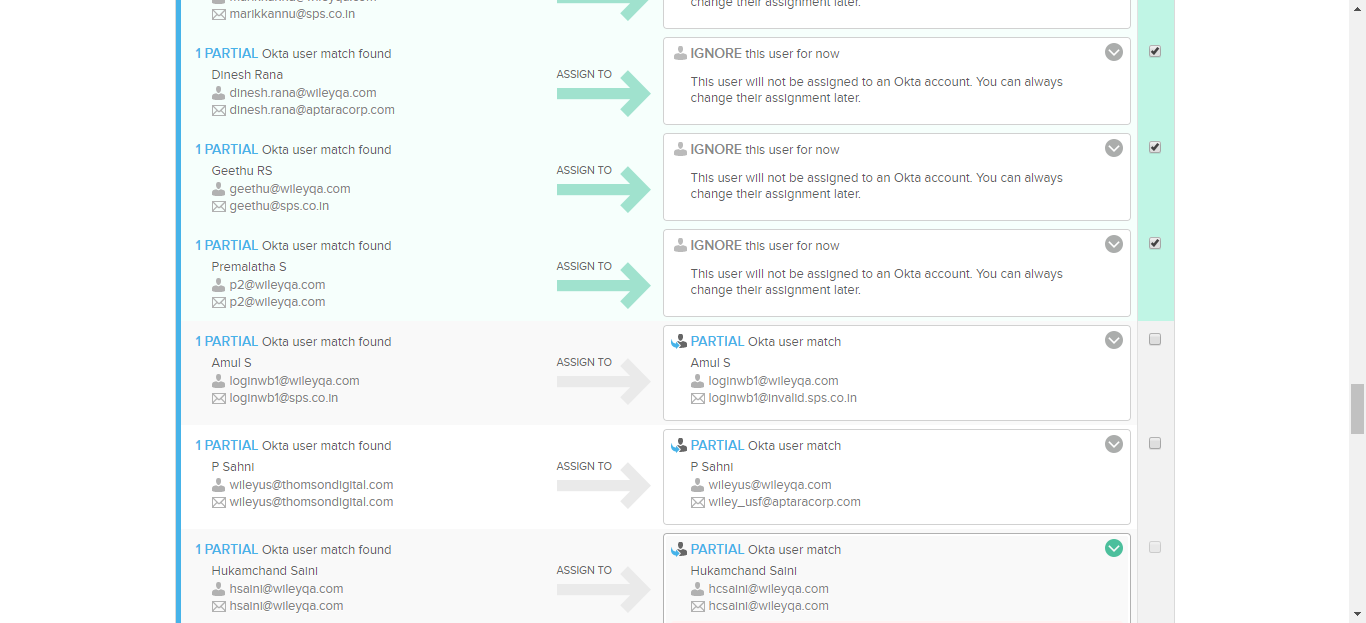 marikkannu@sps.co.in
change their assignment later.
1 PARTIAL Okta user match found
Dinesh Rana
dinesh.rana@wileyqa.com
dinesh.rana@aptaracorp.com
ASSIGN TO
IGNORE this user for now
This user will not be assigned to an Okta account. You can always
change their assignment later.
1 PARTIAL Okta user match found
Geethu RS
geethu@wileyqa.com
geethu@sps.co.in
ASSIGN TO
IGNORE this user for now
This user will not be assigned to an Okta account. You can always
change their assignment later.
1 PARTIAL Okta user match found
Premalatha S
p2@wileyqa.com
p2@wileyqa.com
ASSIGN TO
IGNORE this user for now
This user will not be assigned to an Okta account. You can always
change their assignment later.
1 PARTIAL Okta user match found
Amul S
loginwb1@wileyqa.com
loginwb1@sps.co.in
ASSIGN TO
PARTIAL Okta user match
Amul S
loginwb1@wileyqa.com
loginwb1@invalid.sps.co.in
1 PARTIAL Okta user match found
P Sahni
wileyus@thomsondigital.com
wileyus@thomsondigital.com
ASSIGN TO
PARTIAL Okta user match
P Sahni
wileyus@wileyqa.com
wiley_usf@aptaracorp.com
1 PARTIAL Okta user match found
Hukamchand Saini
hsaini@wileyqa.com
hsaini@wileyqa.com
ASSIGN TO
PARTIAL Okta user match
Hukamchand Saini
hcsaini@wileyqa.com
hcsaini@wileyqa.com